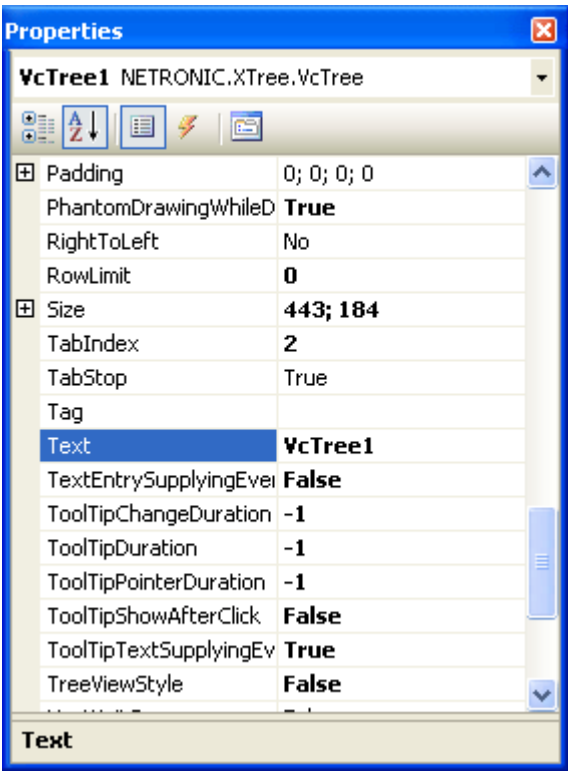 Properties
VcTree1 NETRONIC.XTree.VcTree
Padding 0; 0; 0; 0
PhantomDrawingWhileD True
RightToLeft No
RowLimit 0
Size 443; 184
TabIndex 2
TabStop True
Tag
Text VcTree1
TextEntrySupplyingEve False
ToolTipChangeDuration -1
ToolTipDuration -1
ToolTipPointerDuration -1
ToolTipShowAfterClick False
ToolTipTextSupplyingEv True
TreeViewStyle False
Text